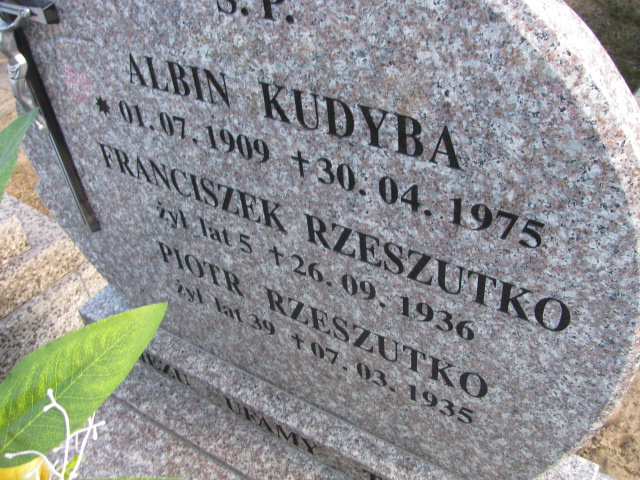 Ś. P.
ALBIN KUDYBA
* 01. 07. 1909 † 30. 04. 1975
FRANCISZEK RZESZUTKO
żył lat 5 † 26. 09. 1936
PIOTR RZESZUTKO
żył lat 39 † 07. 03. 1935
UFAMY